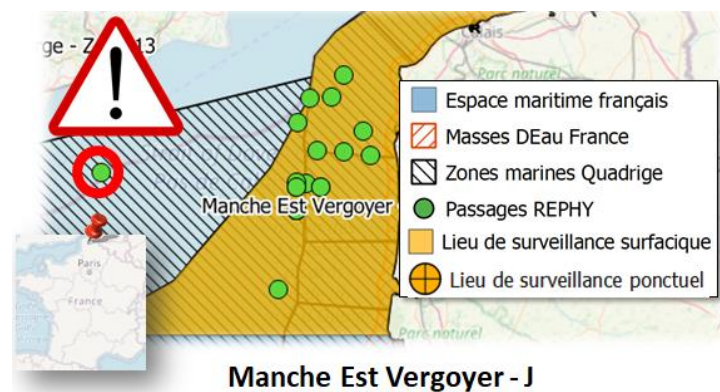 ge - Z 13
Calais
Parc naturel
Espace maritime français
Masses DEau France
Zones marines Quadrige
Passages REPHY
Manche Est Vergoyer
Lieu de surveillance surfacique
Lieu de surveillance ponctuel
Paris
France
Parc naturel
Manche Est Vergoyer - J